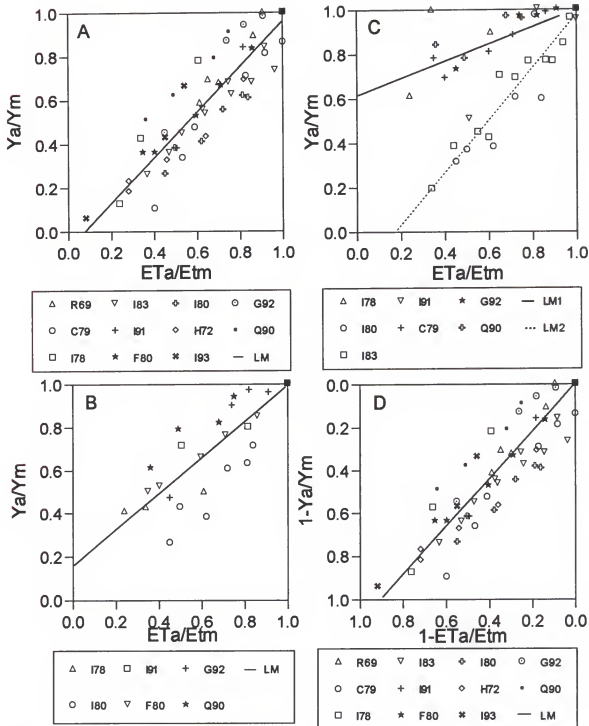 A
Ya/Ym
1.0
0.8
0.6
0.4
0.2
0.0
0.0 0.2 0.4 0.6 0.8 1.0
ETa/Etm
R69 I83 I80 G92
C79 I91 H72 Q90
I78 F80 I93 LM
C
Ya/Ym
1.0
0.8
0.6
0.4
0.2
0.0
0.0 0.2 0.4 0.6 0.8 1.0
ETa/Etm
I78 I91 G92 LM1
I80 C79 Q90 LM2
I83
B
Ya/Ym
1.0
0.8
0.6
0.4
0.2
0.0
0.0 0.2 0.4 0.6 0.8 1.0
ETa/Etm
I78 I91 G92 LM
I80 F80 Q90
D
1-Ya/Ym
0.0
0.2
0.4
0.6
0.8
1.0
1.0 0.8 0.6 0.4 0.2 0.0
1-ETa/Etm
R69 I83 I80 G92
C79 I91 H72 Q90
I78 F80 I93 LM